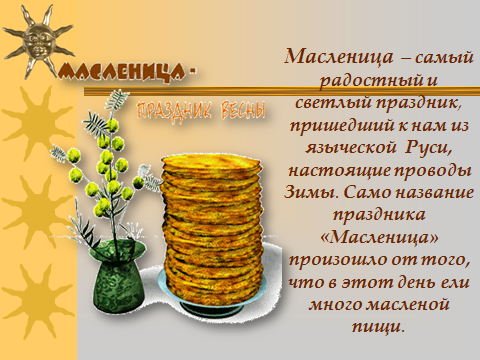 МАСЛЕНИЦА -
ПРАЗДНИК ВЕСНЫ
Масленица – самый
радостный и
светлый праздник,
пришедший к нам из
языческой Руси,
настоящие проводы
Зимы. Само название
праздника
«Масленица»
произошло от того,
что в этот день ели
много масленой
пищи.